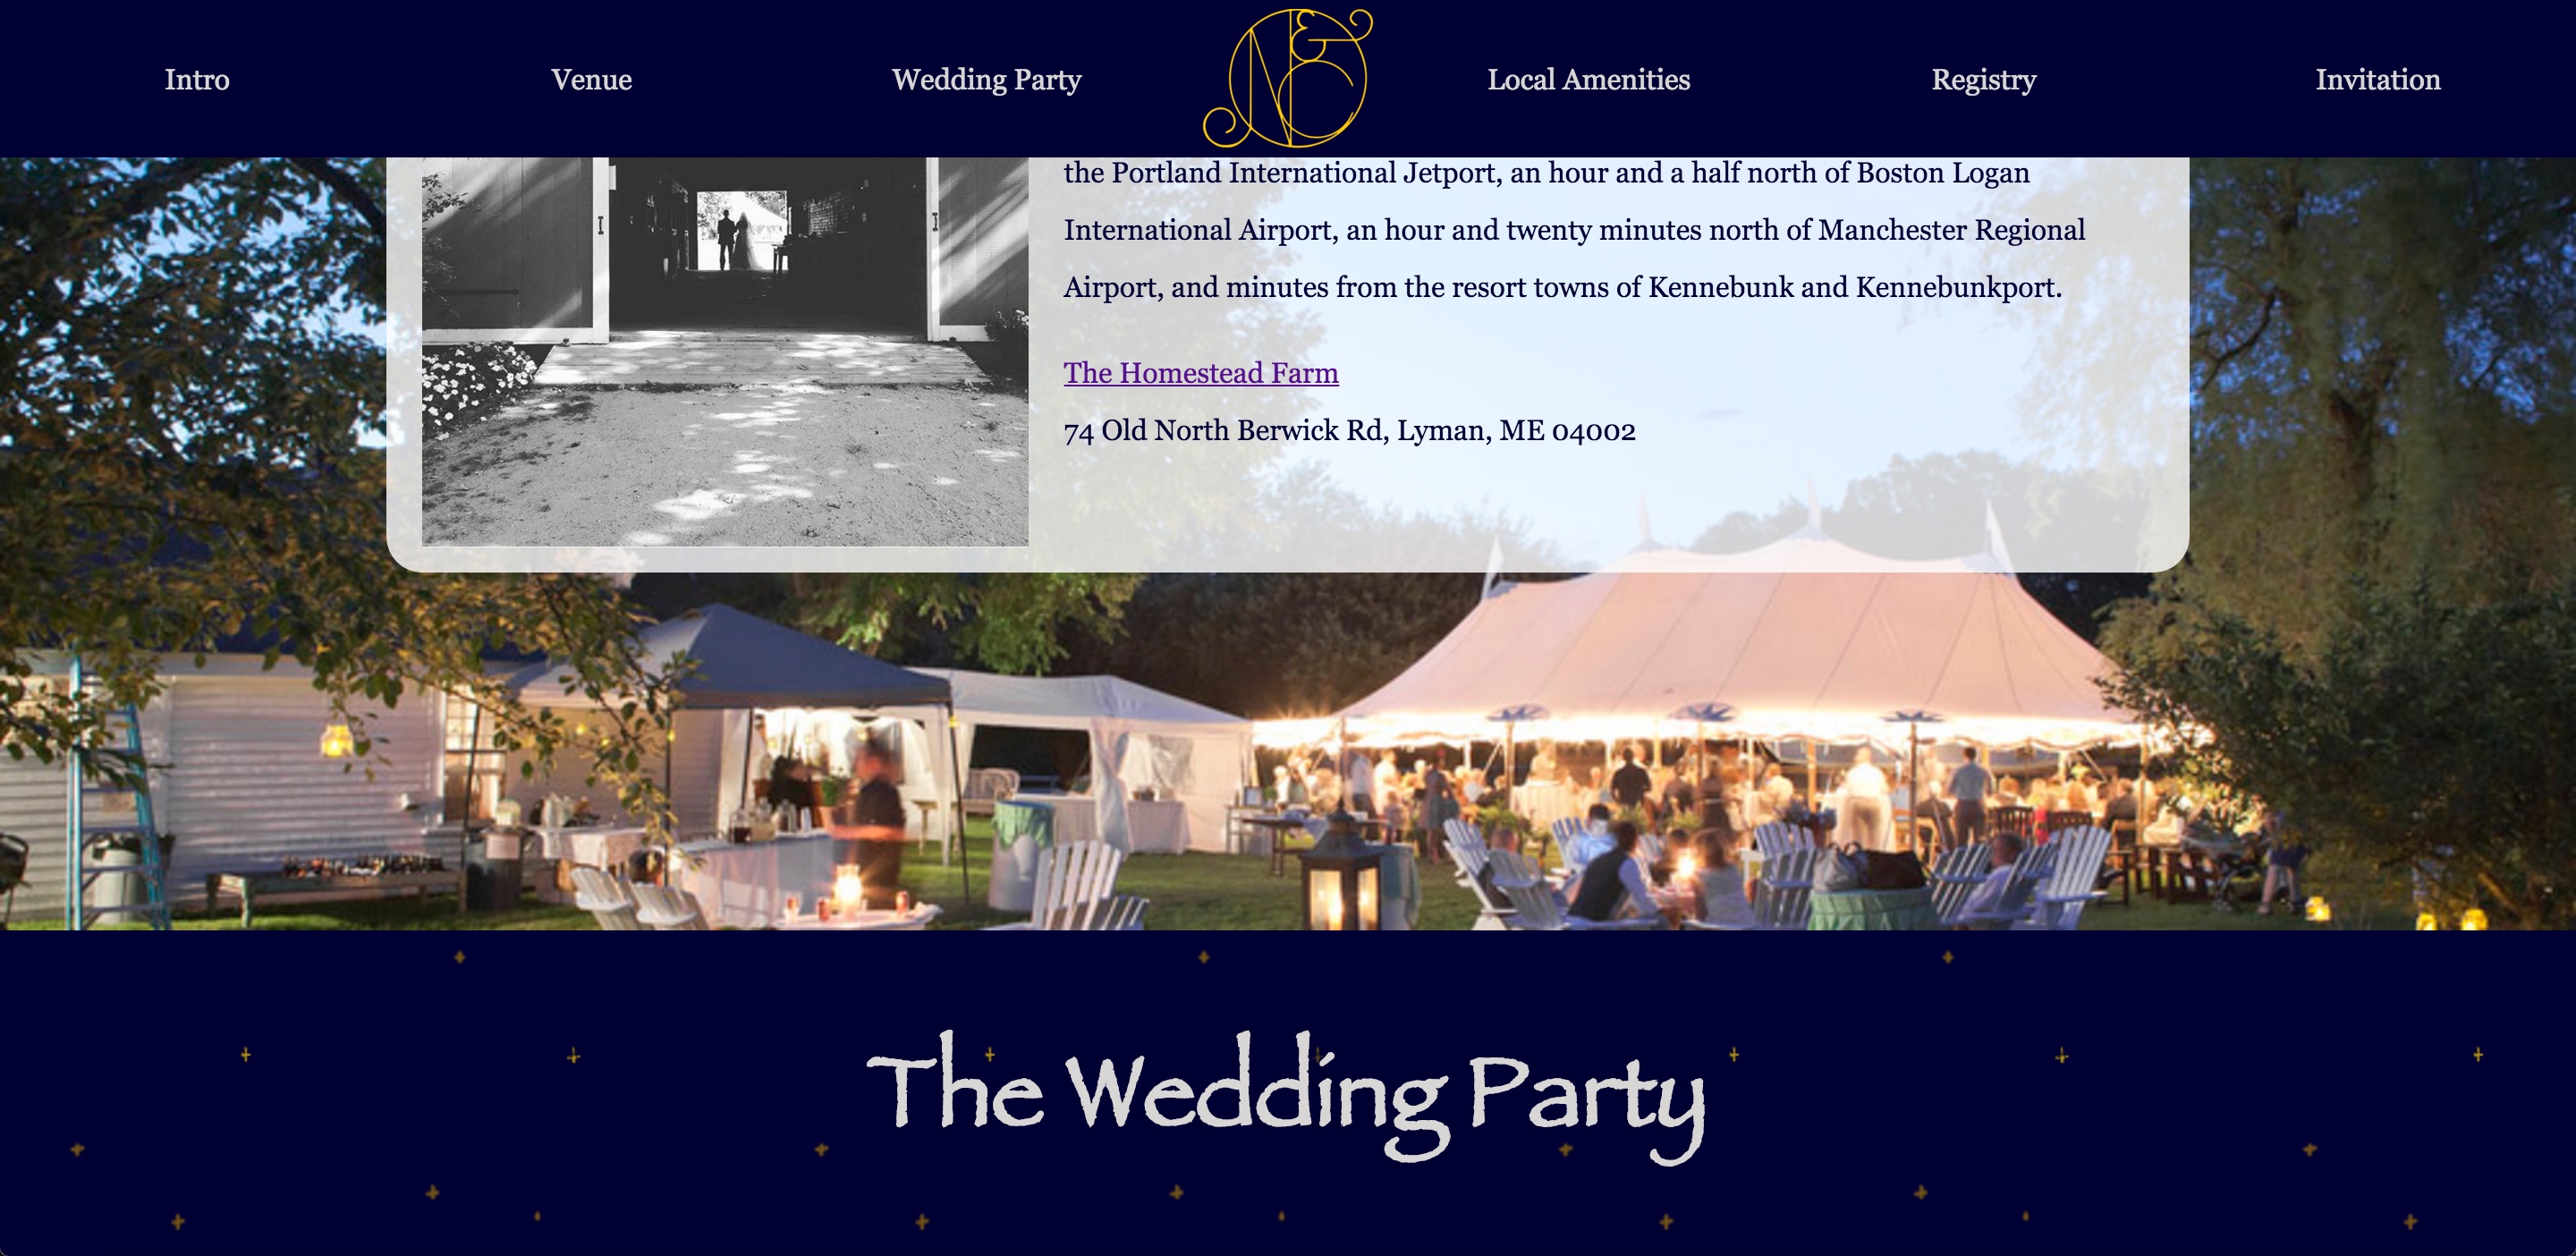 Intro
Venue
Wedding Party
N&C
Local Amenities
Registry
Invitation
the Portland International Jetport, an hour and a half north of Boston Logan
International Airport, an hour and twenty minutes north of Manchester Regional
Airport, and minutes from the resort towns of Kennebunk and Kennebunkport.
The Homestead Farm
74 Old North Berwick Rd, Lyman, ME 04002
The Wedding Party